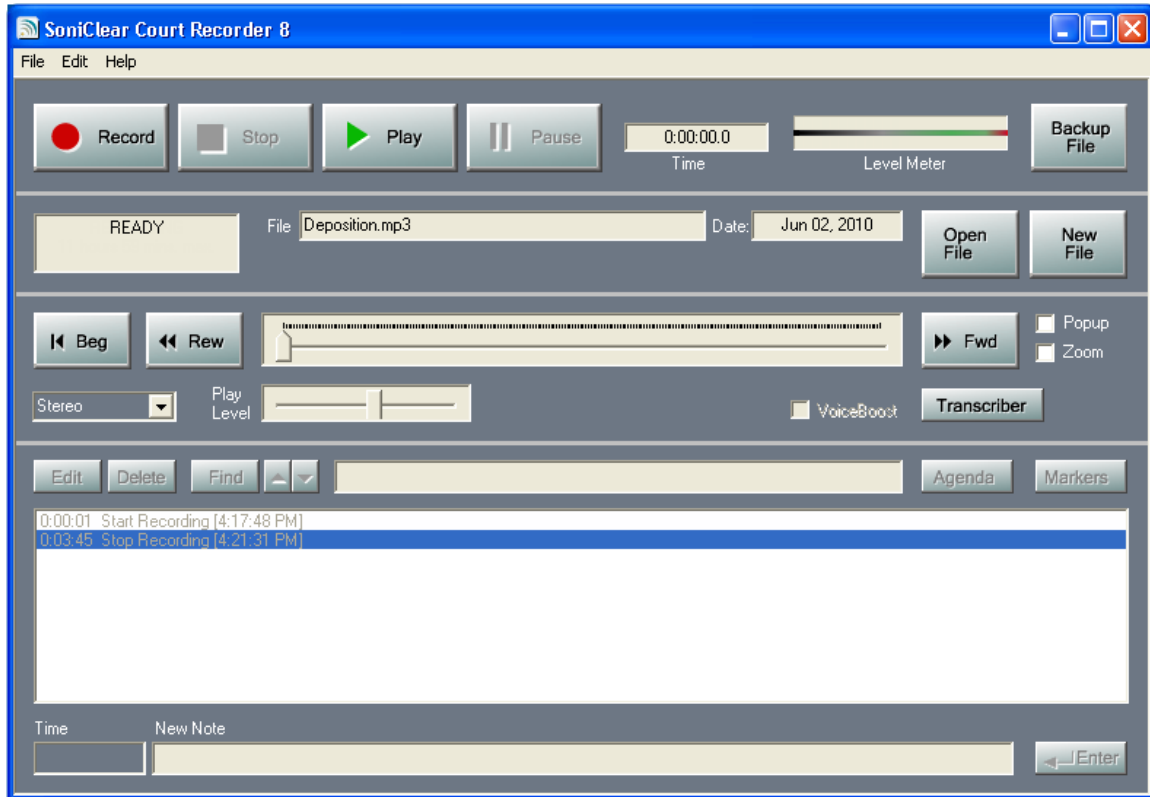 SoniClear Court Recorder 8
File Edit Help
Record Stop Play Pause 0:00:00.0 Backup File
Time Level Meter
READY File Deposition.mp3 Date: Jun 02, 2010 Open File New File
Beg Rew Fwd Popup
Zoom
Stereo Play Level VoiceBoost Transcriber
Edit Delete Find Agenda Markers
0:00:01 Start Recording [4:17:48 PM]
0:03:45 Stop Recording [4:21:31 PM]
Time New Note
Enter